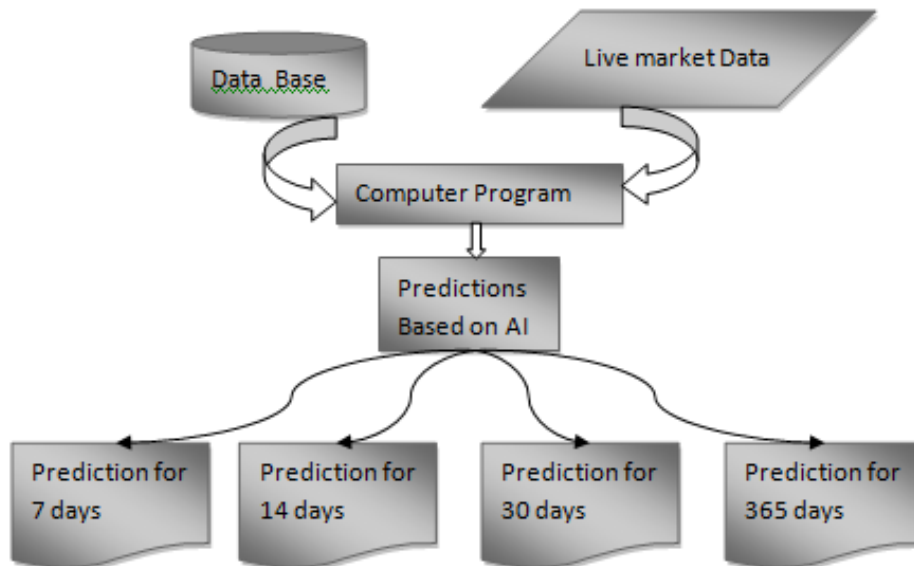 Data Base
Live market Data
Computer Program
Predictions
Based on AI
Prediction for
7 days
Prediction for
14 days
Prediction for
30 days
Prediction for
365 days